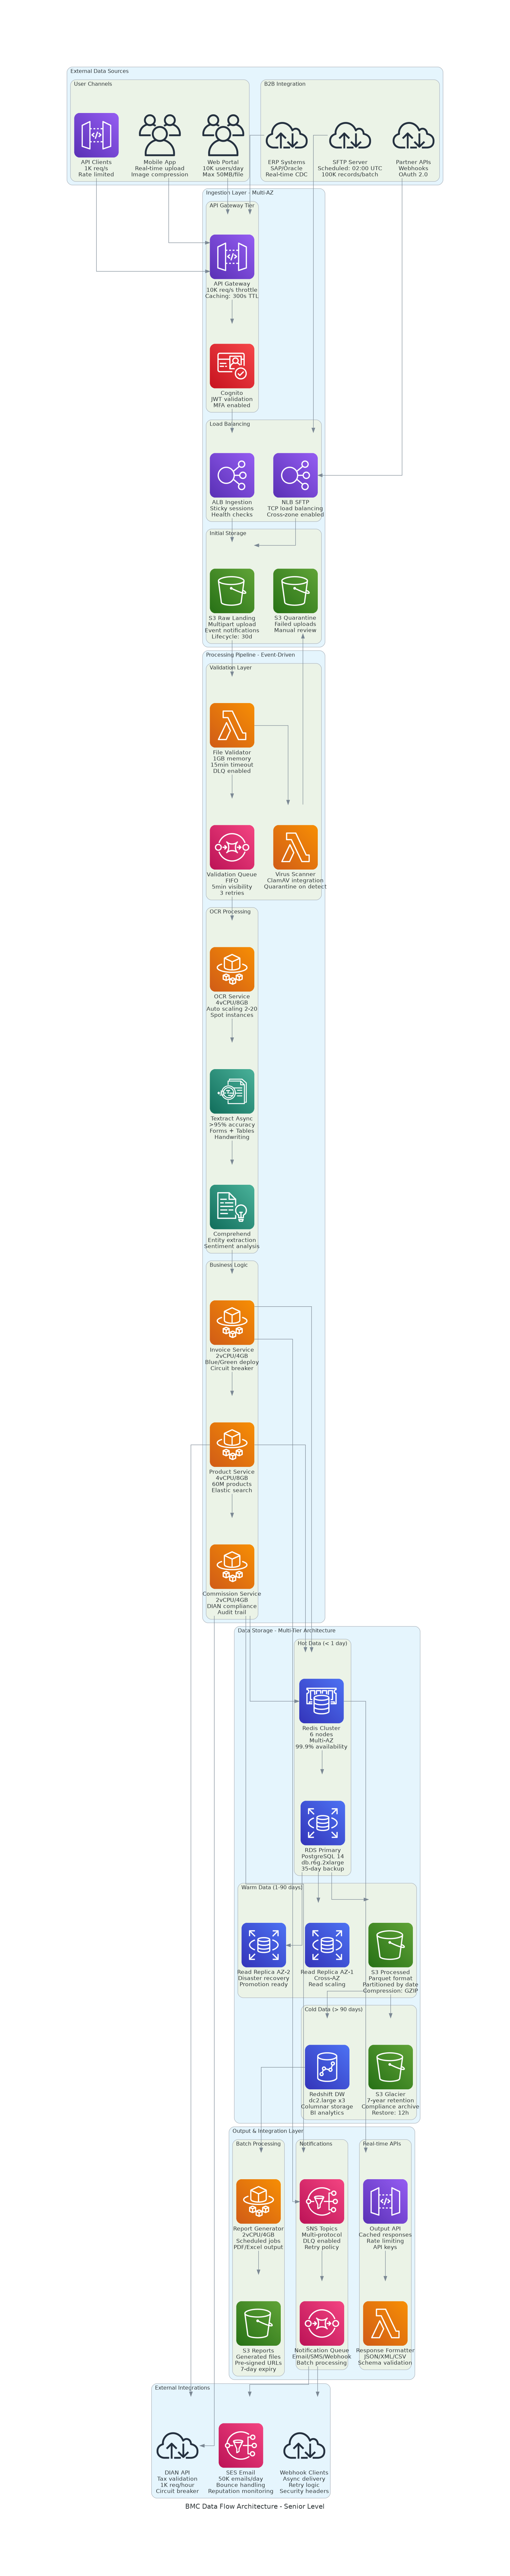 External Data Sources
User Channels
B2B Integration
API Clients
1K req/s
Rate limited
Mobile App
Real-time upload
Image compression
Web Portal
10K users/day
Max 50MB/file
ERP Systems
SAP/Oracle
Real-time CDC
SFTP Server
Scheduled: 02:00 UTC
100K records/batch
Partner APIs
Webhooks
OAuth 2.0
Ingestion Layer - Multi-AZ
API Gateway Tier
API Gateway
10K req/s throttle
Caching: 300s TTL
Cognito
JWT validation
MFA enabled
Load Balancing
ALB Ingestion
Sticky sessions
Health checks
NLB SFTP
TCP load balancing
Cross-zone enabled
Initial Storage
S3 Raw Landing
Multipart upload
Event notifications
Lifecycle: 30d
S3 Quarantine
Failed uploads
Manual review
Processing Pipeline - Event-Driven
Validation Layer
File Validator
1GB memory
15min timeout
DLQ enabled
Validation Queue
FIFO
5min visibility
3 retries
Virus Scanner
ClamAV integration
Quarantine on detect
OCR Processing
OCR Service
4vCPU/8GB
Auto scaling 2-20
Spot instances
Textract Async
>95% accuracy
Forms + Tables
Handwriting
Comprehend
Entity extraction
Sentiment analysis
Business Logic
Invoice Service
2vCPU/4GB
Blue/Green deploy
Circuit breaker
Product Service
4vCPU/8GB
60M products
Elastic search
Commission Service
2vCPU/4GB
DIAN compliance
Audit trail
Data Storage - Multi-Tier Architecture
Hot Data (< 1 day)
Redis Cluster
6 nodes
Multi-AZ
99.9% availability
RDS Primary
PostgreSQL 14
db.r6g.2xlarge
35-day backup
Warm Data (1-90 days)
Read Replica AZ-2
Disaster recovery
Promotion ready
Read Replica AZ-1
Cross-AZ
Read scaling
S3 Processed
Parquet format
Partitioned by date
Compression: GZIP
Cold Data (> 90 days)
Redshift DW
dc2.large x3
Columnar storage
BI analytics
S3 Glacier
7-year retention
Compliance archive
Restore: 12h
Output & Integration Layer
Batch Processing
Notifications
Real-time APIs
Report Generator
2vCPU/4GB
Scheduled jobs
PDF/Excel output
SNS Topics
Multi-protocol
DLQ enabled
Retry policy
Output API
Cached responses
Rate limiting
API keys
S3 Reports
Generated files
Pre-signed URLs
7-day expiry
Notification Queue
Email/SMS/Webhook
Batch processing
Response Formatter
JSON/XML/CSV
Schema validation
External Integrations
DIAN API
Tax validation
1K req/hour
Circuit breaker
SES Email
50K emails/day
Bounce handling
Reputation monitoring
Webhook Clients
Async delivery
Retry logic
Security headers
BMC Data Flow Architecture - Senior Level